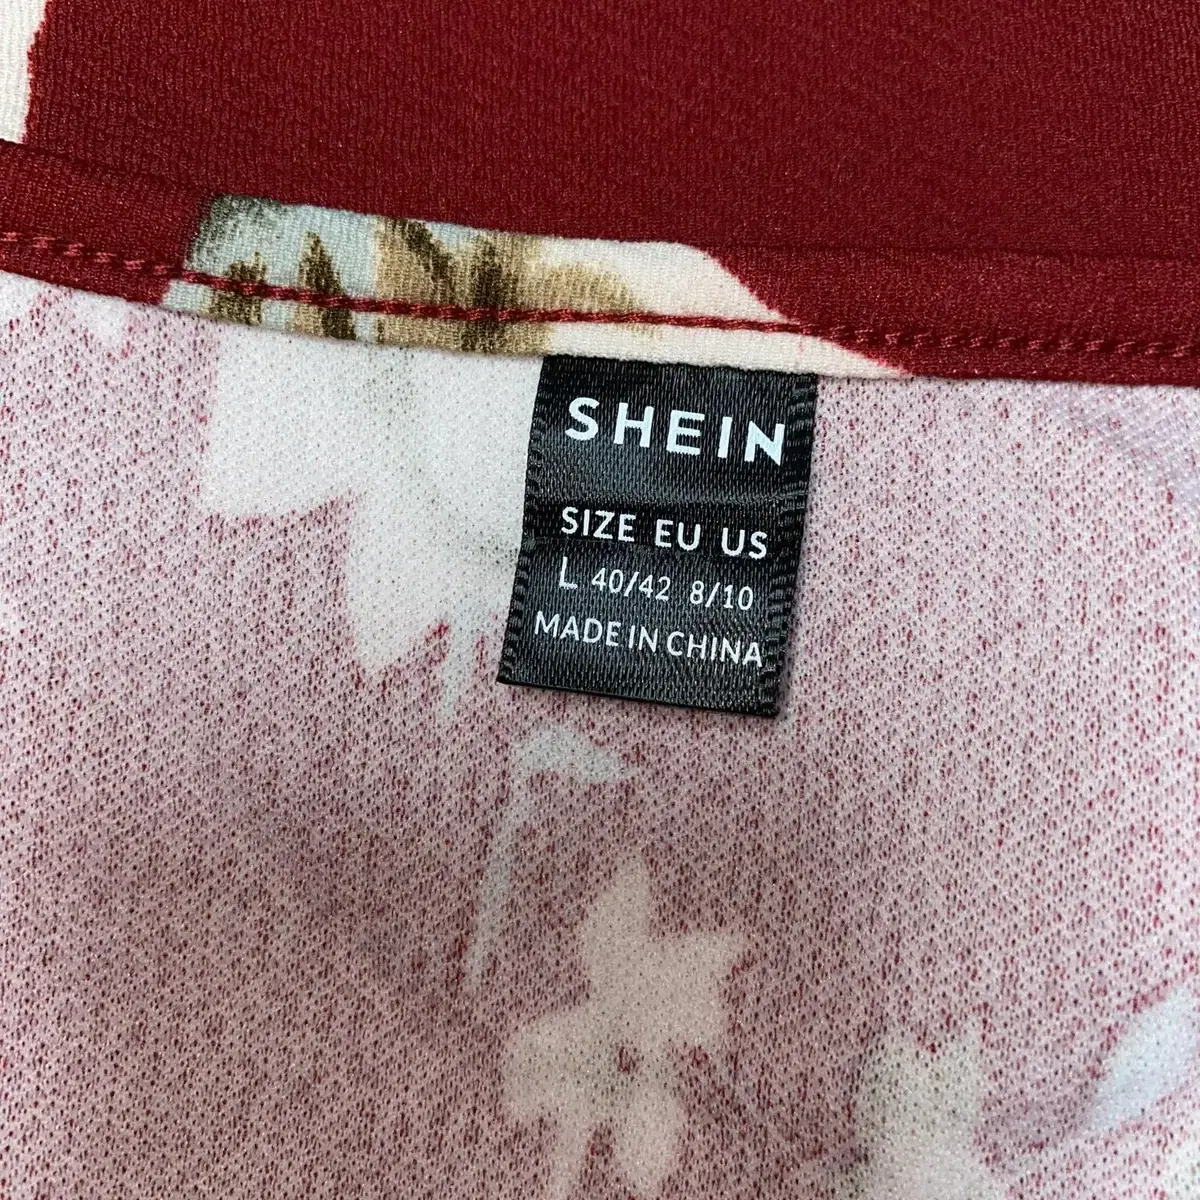 SHEIN
SIZE EU US
L 40/42 8/10
MADE IN CHINA